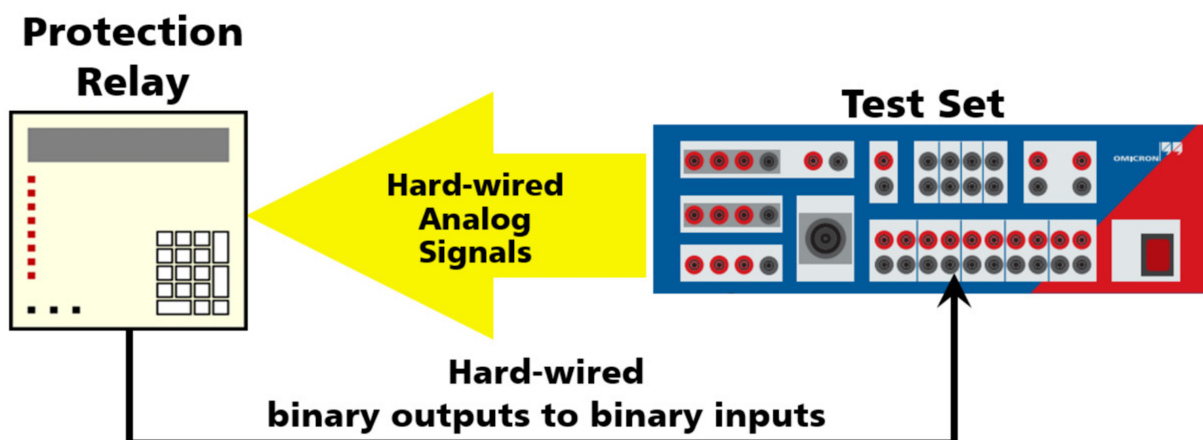 Protection
Relay
Test Set
OMICRON
Hard-wired
Analog
Signals
Hard-wired
binary outputs to binary inputs